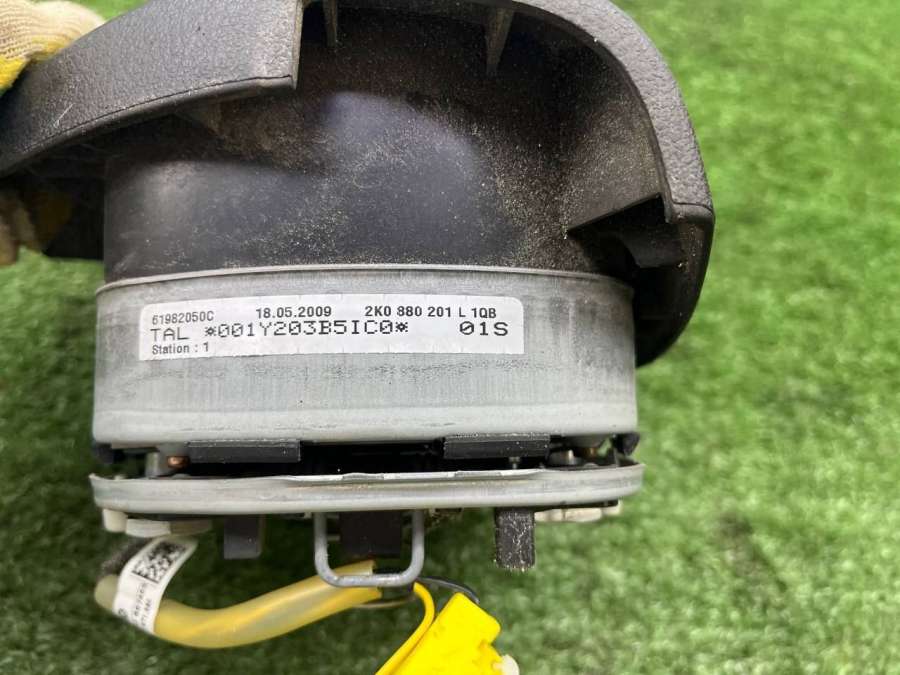 61982050C 18.05.2009 2K0 880 201 L 1QB
TAL *001Y203B5IC0* 01S
Station : 1